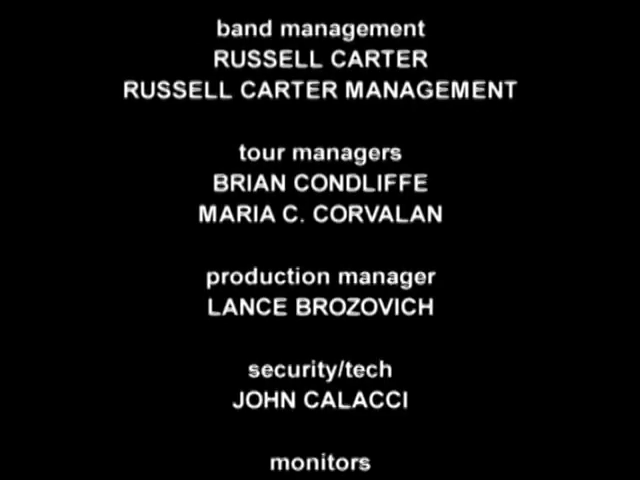 band management
RUSSELL CARTER
RUSSELL CARTER MANAGEMENT
tour managers
BRIAN CONDLIFFE
MARIA C. CORVALAN
production manager
LANCE BROZOVICH
security/tech
JOHN CALACCI
monitors